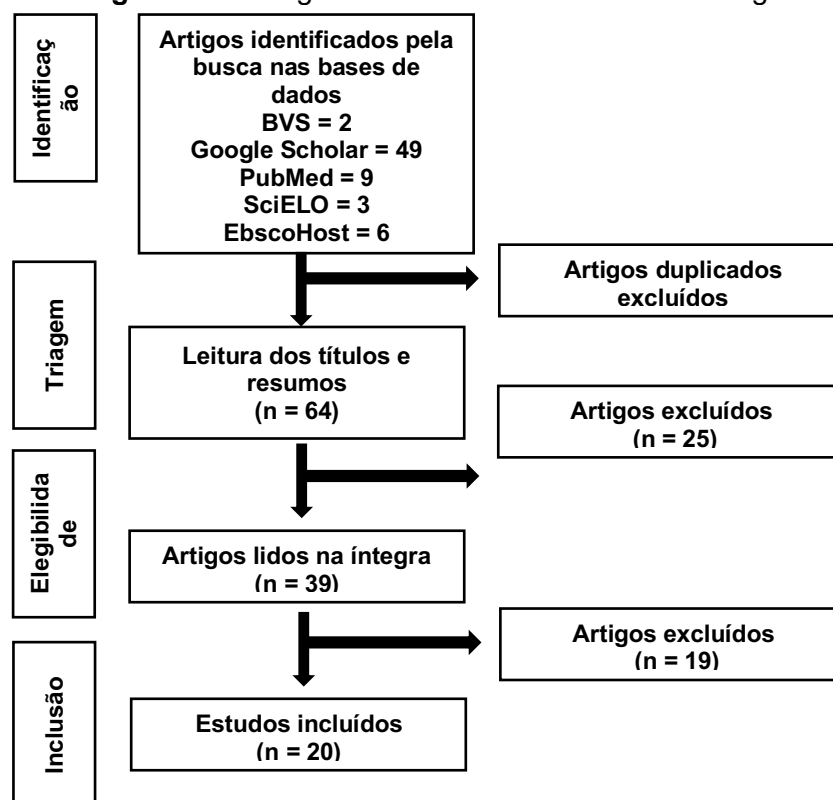 Identificaç
ão
Artigos identificados pela
busca nas bases de
dados
BVS = 2
Google Scholar = 49
PubMed = 9
SciELO = 3
EbscoHost = 6
Artigos duplicados
excluídos
Triagem
Leitura dos títulos e
resumos
(n = 64)
Artigos excluídos
(n = 25)
Elegibilida
de
Artigos lidos na íntegra
(n = 39)
Artigos excluídos
(n = 19)
Inclusão
Estudos incluídos
(n = 20)